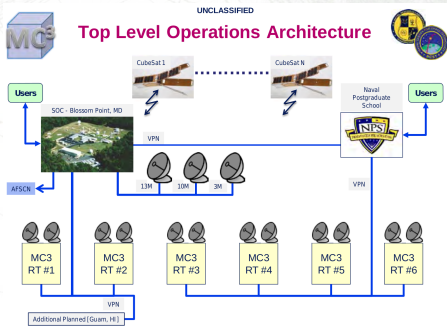 UNCLASSIFIED
MC3
Top Level Operations Architecture
CubeSat 1
CubeSat N
Users
Naval
Postgraduate
School
Users
SOC - Blossom Point, MD
VPN
NPS
AFSCN
13M
10M
3M
VPN
MC3
RT #1
MC3
RT #2
MC3
RT #3
MC3
RT #4
MC3
RT #5
MC3
RT #6
VPN
Additional Planned [Guam, HI ]